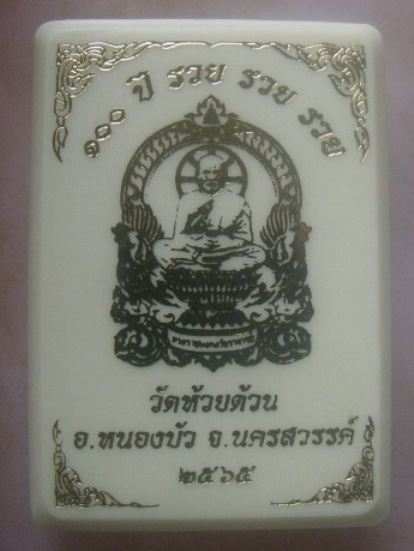 ๑๐๐ ปี รวย รวย รวย
วัดห้วยด้วน
อ.หนองบัว จ.นครสวรรค์
๒๕๖๕